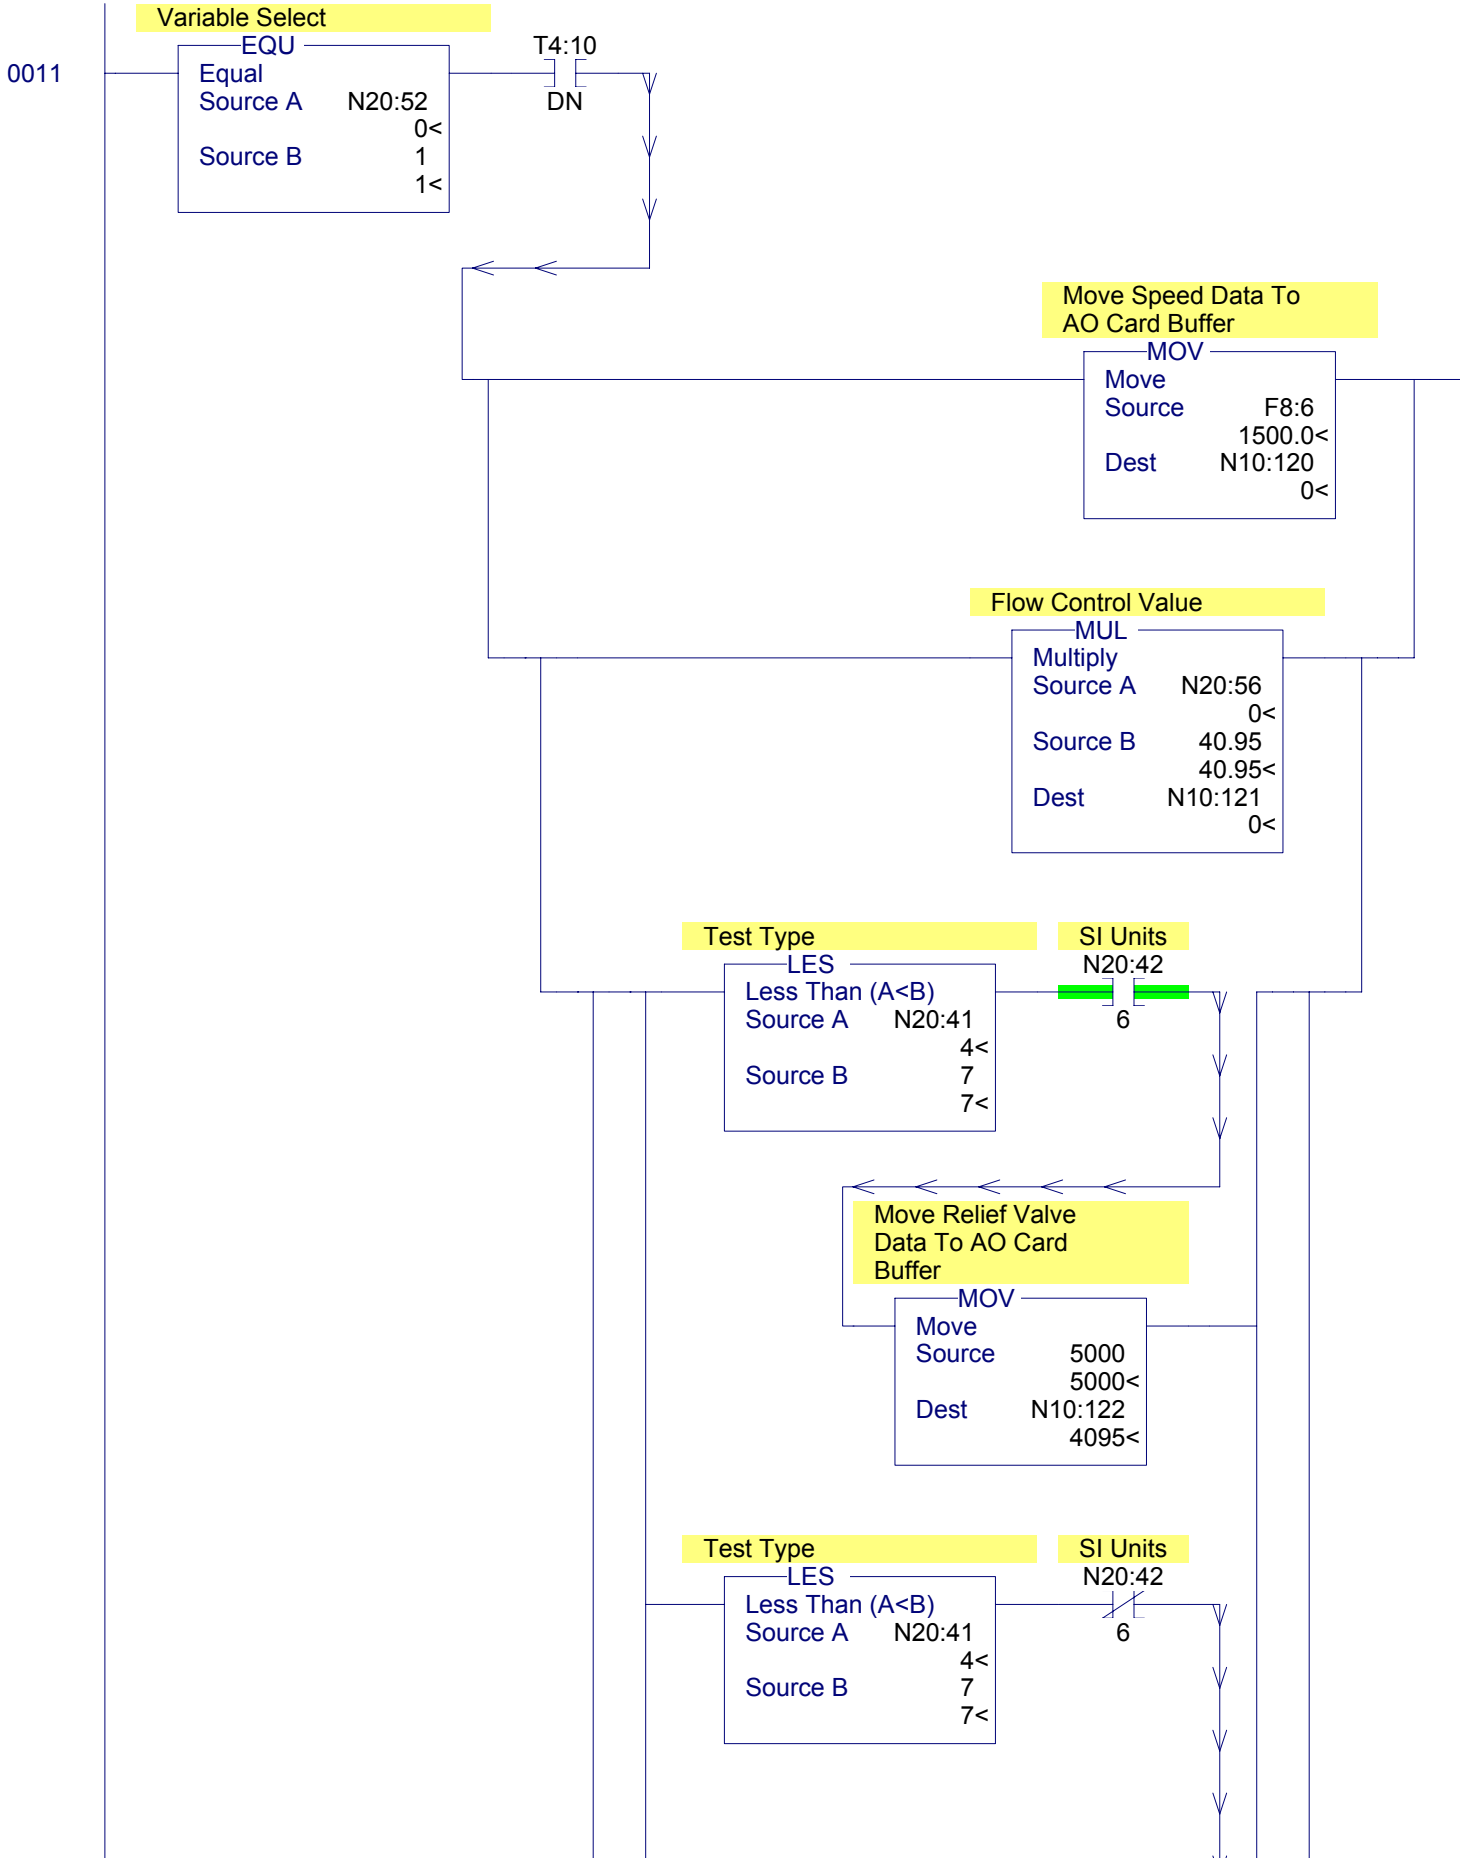 Variable Select
EQU
0011
Equal
Source A N20:52
0<
Source B 1
1<
T4:10
DN
Move Speed Data To
AO Card Buffer
MOV
Move
Source F8:6
1500.0<
Dest N10:120
0<
Flow Control Value
MUL
Multiply
Source A N20:56
0<
Source B 40.95
40.95<
Dest N10:121
0<
Test Type
LES
Less Than (A<B)
Source A N20:41
4<
Source B 7
7<
SI Units
N20:42
6
Move Relief Valve
Data To AO Card
Buffer
MOV
Move
Source 5000
5000<
Dest N10:122
4095<
Test Type
LES
Less Than (A<B)
Source A N20:41
4<
Source B 7
7<
SI Units
N20:42
6